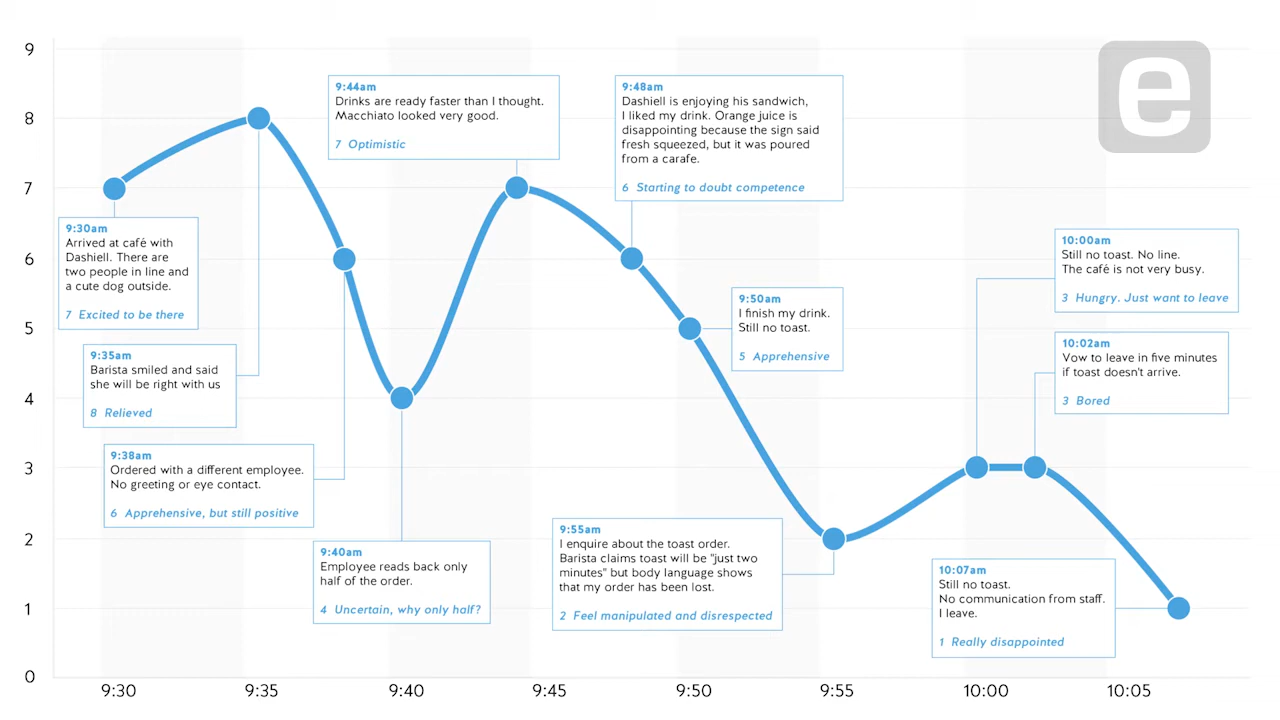 9
8
7
6
5
4
3
2
1
0
e
9:30am
Arrived at café with
Dashiell. There are
two people in line and
a cute dog outside.
7 Excited to be there
9:35am
Barista smiled and said
she will be right with us
8 Relieved
9:38am
Ordered with a different employee.
No greeting or eye contact.
6 Apprehensive, but still positive
9:40am
Employee reads back only
half of the order.
4 Uncertain, why only half?
9:44am
Drinks are ready faster than I thought.
Macchiato looked very good.
7 Optimistic
9:48am
Dashiell is enjoying his sandwich,
I liked my drink. Orange juice is
disappointing because the sign said
fresh squeezed, but it was poured
from a carafe.
6 Starting to doubt competence
9:50am
I finish my drink.
Still no toast.
5 Apprehensive
9:55am
I enquire about the toast order.
Barista claims toast will be "just two
minutes" but body language shows
that my order has been lost.
2 Feel manipulated and disrespected
10:00am
Still no toast. No line.
The café is not very busy.
3 Hungry. Just want to leave
10:02am
Vow to leave in five minutes
if toast doesn't arrive.
3 Bored
10:07am
Still no toast.
No communication from staff.
I leave.
1 Really disappointed
9:30 9:35 9:40 9:45 9:50 9:55 10:00 10:05